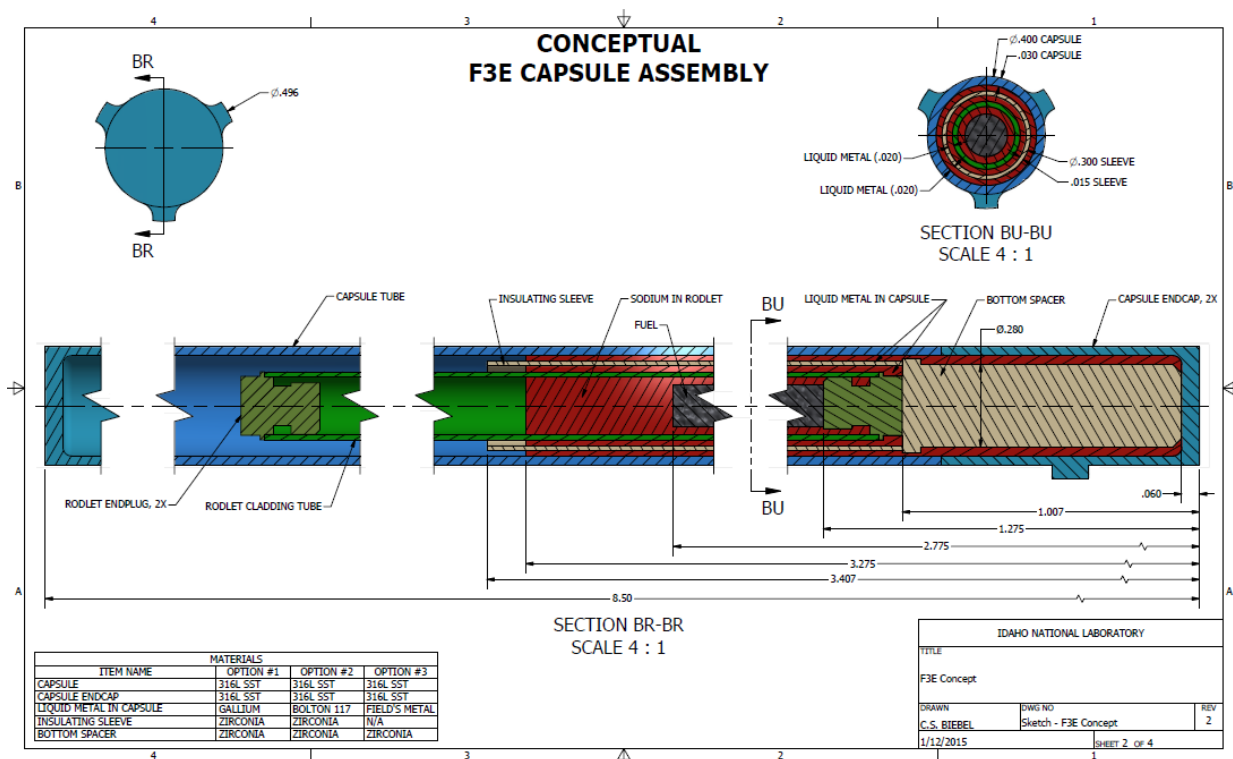 4 3 2 1
CONCEPTUAL
F3E CAPSULE ASSEMBLY
BR
Ø.496
BR
Ø.400 CAPSULE
.030 CAPSULE
LIQUID METAL (.020)
LIQUID METAL (.020)
Ø.300 SLEEVE
.015 SLEEVE
B B
SECTION BU-BU
SCALE 4 : 1
CAPSULE TUBE
INSULATING SLEEVE
SODIUM IN RODLET
FUEL
BU
LIQUID METAL IN CAPSULE
BOTTOM SPACER
CAPSULE ENDCAP, 2X
Ø.280
RODLET ENDPLUG, 2X
RODLET CLADDING TUBE
BU
.060
1.007
1.275
2.775
3.275
3.407
8.50
A A
SECTION BR-BR
SCALE 4 : 1
MATERIALS
ITEM NAME OPTION #1 OPTION #2 OPTION #3
CAPSULE 316L SST 316L SST 316L SST
CAPSULE ENDCAP 316L SST 316L SST 316L SST
LIQUID METAL IN CAPSULE GALLIUM BOLTON 117 FIELD'S METAL
INSULATING SLEEVE ZIRCONIA ZIRCONIA N/A
BOTTOM SPACER ZIRCONIA ZIRCONIA ZIRCONIA
IDAHO NATIONAL LABORATORY
TITLE
F3E Concept
DRAWN DWG NO REV
C.S. BIEBEL Sketch - F3E Concept 2
1/12/2015 SHEET 2 OF 4
4 3 2 1